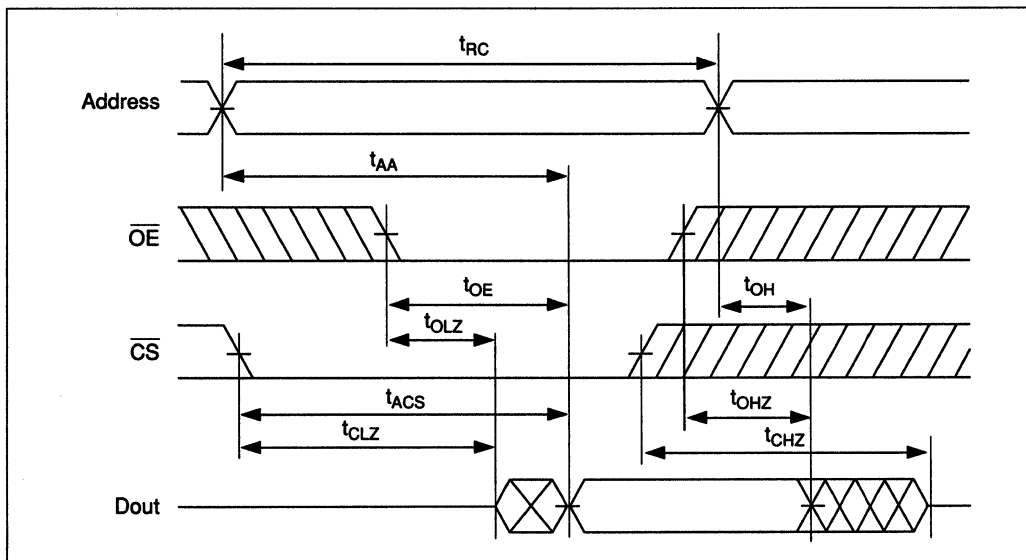 tRC
Address
tAA
OE
tOE
tOH
tOLZ
CS
tACS
tOHZ
tCLZ
tCHZ
Dout